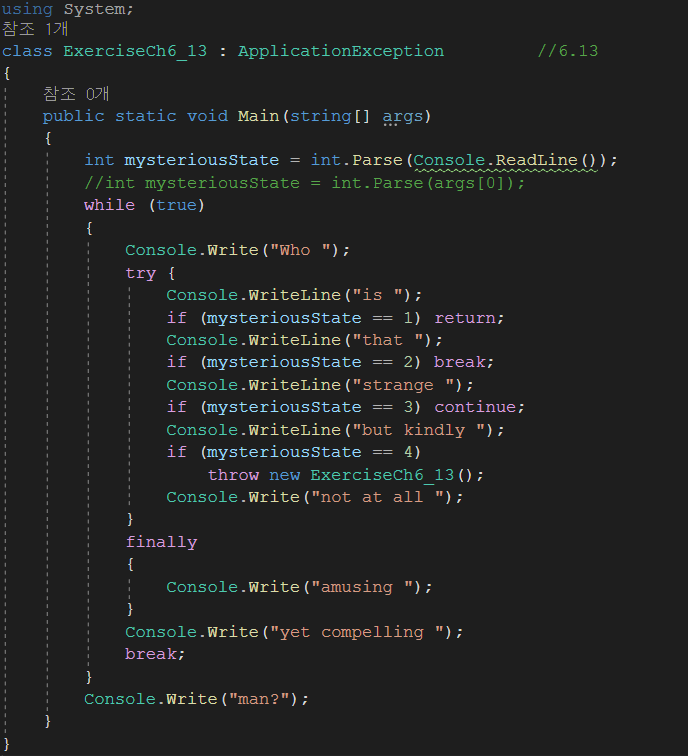 using System;
참조 1개
class ExerciseCh6_13 : ApplicationException //6.13
{
참조 0개
public static void Main(string[] args)
{
int mysteriousState = int.Parse(Console.ReadLine());
//int mysteriousState = int.Parse(args[0]);
while (true)
{
Console.Write("Who ");
try {
Console.WriteLine("is ");
if (mysteriousState == 1) return;
Console.WriteLine("that ");
if (mysteriousState == 2) break;
Console.WriteLine("strange ");
if (mysteriousState == 3) continue;
Console.WriteLine("but kindly ");
if (mysteriousState == 4)
throw new ExerciseCh6_13();
Console.Write("not at all ");
}
finally
{
Console.Write("amusing ");
}
Console.Write("yet compelling ");
break;
}
Console.Write("man?");
}
}